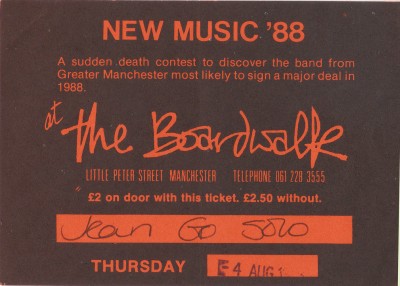 NEW MUSIC '88
A sudden death contest to discover the band from
Greater Manchester most likely to sign a major deal in
1988.
at
the Boardwalk
LITTLE PETER STREET MANCHESTER TELEPHONE 061 228 3555
£2 on door with this ticket. £2.50 without.
Jean Go Solo
THURSDAY 4 AUG